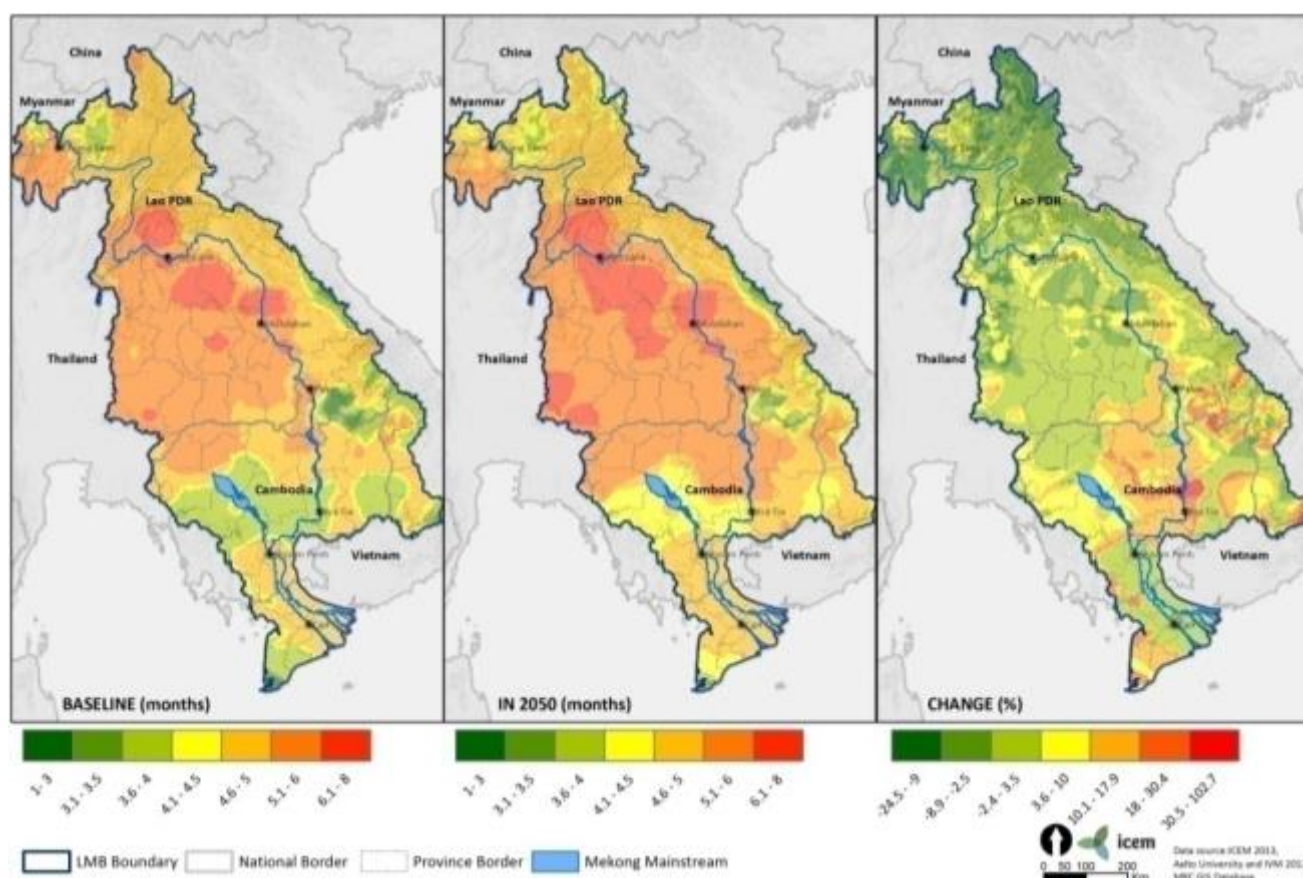 China
Myanmar
Lao PDR
Thailand
Cambodia
Vietnam
BASELINE (months)
China
Myanmar
Lao PDR
Thailand
Cambodia
Vietnam
IN 2050 (months)
China
Myanmar
Lao PDR
Thailand
Cambodia
Vietnam
CHANGE (%)
1- 3
3.1- 3.5
3.6 - 4
4.1 - 4.5
4.6 - 5
5.1 - 6
6.1 - 8
1- 3
3.1- 3.5
3.6 - 4
4.1 - 4.5
4.6 - 5
5.1 - 6
6.1 - 8
-24.5 - -9
-8.9 - -2.5
-2.4 - 3.5
3.6 - 10
10.1 - 17.9
18 - 30.4
30.5 - 102.7
LMB Boundary
National Border
Province Border
Mekong Mainstream
icem
0 50 100 200
Km
Data source ICEM 2013,
Aalto University and IVM
MRC GIS Database